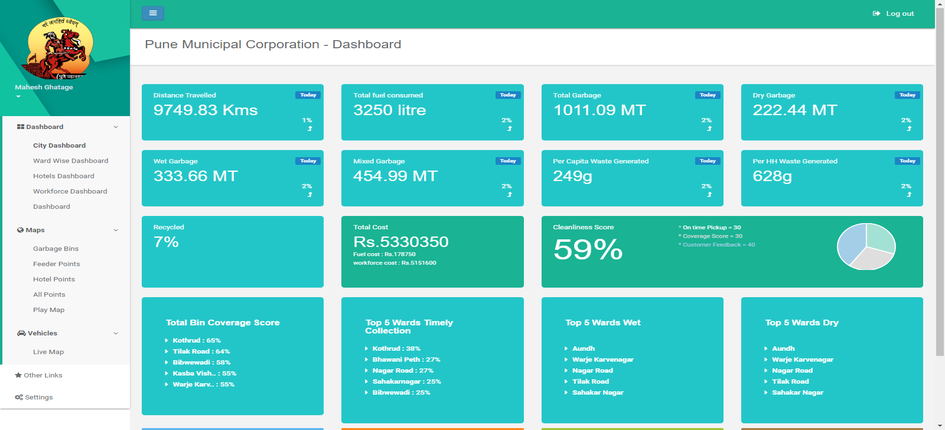 Mahesh Ghatage
Dashboard
City Dashboard
Ward Wise Dashboard
Hotels Dashboard
Workforce Dashboard
Dashboard
Maps
Garbage Bins
Feeder Points
Hotel Points
All Points
Play Map
Vehicles
Live Map
Other Links
Settings
Log out
Pune Municipal Corporation - Dashboard
Distance Travelled
Today
9749.83 Kms
1%
Total fuel consumed
Today
3250 litre
2%
Total Garbage
Today
1011.09 MT
2%
Dry Garbage
Today
222.44 MT
2%
Wet Garbage
Today
333.66 MT
2%
Mixed Garbage
Today
454.99 MT
2%
Per Capita Waste Generated
Today
249g
2%
Per HH Waste Generated
Today
628g
2%
Recycled
7%
Total Cost
Rs.5330350
Fuel cost : Rs.178750
workforce cost : Rs.5151600
Cleanliness Score
59%
* On time Pickup = 30
* Coverage Score = 30
* Customer Feedback = 40
Total Bin Coverage Score
Kothrud : 65%
Tilak Road : 64%
Bibwewadi : 58%
Kasba Vish.. : 55%
Warje Karv.. : 55%
Top 5 Wards Timely
Collection
Kothrud : 38%
Bhawani Peth : 27%
Nagar Road : 27%
Sahakarnagar : 25%
Bibwewadi : 25%
Top 5 Wards Wet
Aundh
Warje Karvenagar
Nagar Road
Tilak Road
Sahakar Nagar
Top 5 Wards Dry
Aundh
Warje Karvenagar
Nagar Road
Tilak Road
Sahakar Nagar